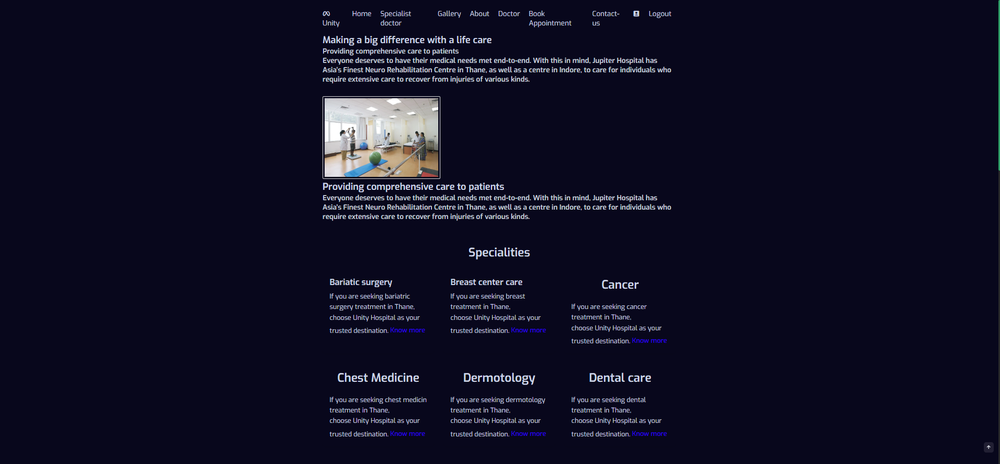 Unity
Home
Specialist
doctor
Gallery
About
Doctor
Book
Appointment
Contact-
us
Logout
Making a big difference with a life care
Providing comprehensive care to patients
Everyone deserves to have their medical needs met end-to-end. With this in mind, Jupiter Hospital has
Asia's Finest Neuro Rehabilitation Centre in Thane, as well as a centre in Indore, to care for individuals who
require extensive care to recover from injuries of various kinds.
Providing comprehensive care to patients
Everyone deserves to have their medical needs met end-to-end. With this in mind, Jupiter Hospital has
Asia's Finest Neuro Rehabilitation Centre in Thane, as well as a centre in Indore, to care for individuals who
require extensive care to recover from injuries of various kinds.
Specialities
Bariatic surgery
If you are seeking bariatric
surgery treatment in Thane,
choose Unity Hospital as your
trusted destination. Know more
Breast center care
If you are seeking breast
treatment in Thane,
choose Unity Hospital as your
trusted destination. Know more
Cancer
If you are seeking cancer
treatment in Thane,
choose Unity Hospital as your
trusted destination. Know more
Chest Medicine
If you are seeking chest medicin
treatment in Thane,
choose Unity Hospital as your
trusted destination. Know more
Dermotology
If you are seeking dermotology
treatment in Thane,
choose Unity Hospital as your
trusted destination. Know more
Dental care
If you are seeking dental
treatment in Thane,
choose Unity Hospital as your
trusted destination. Know more